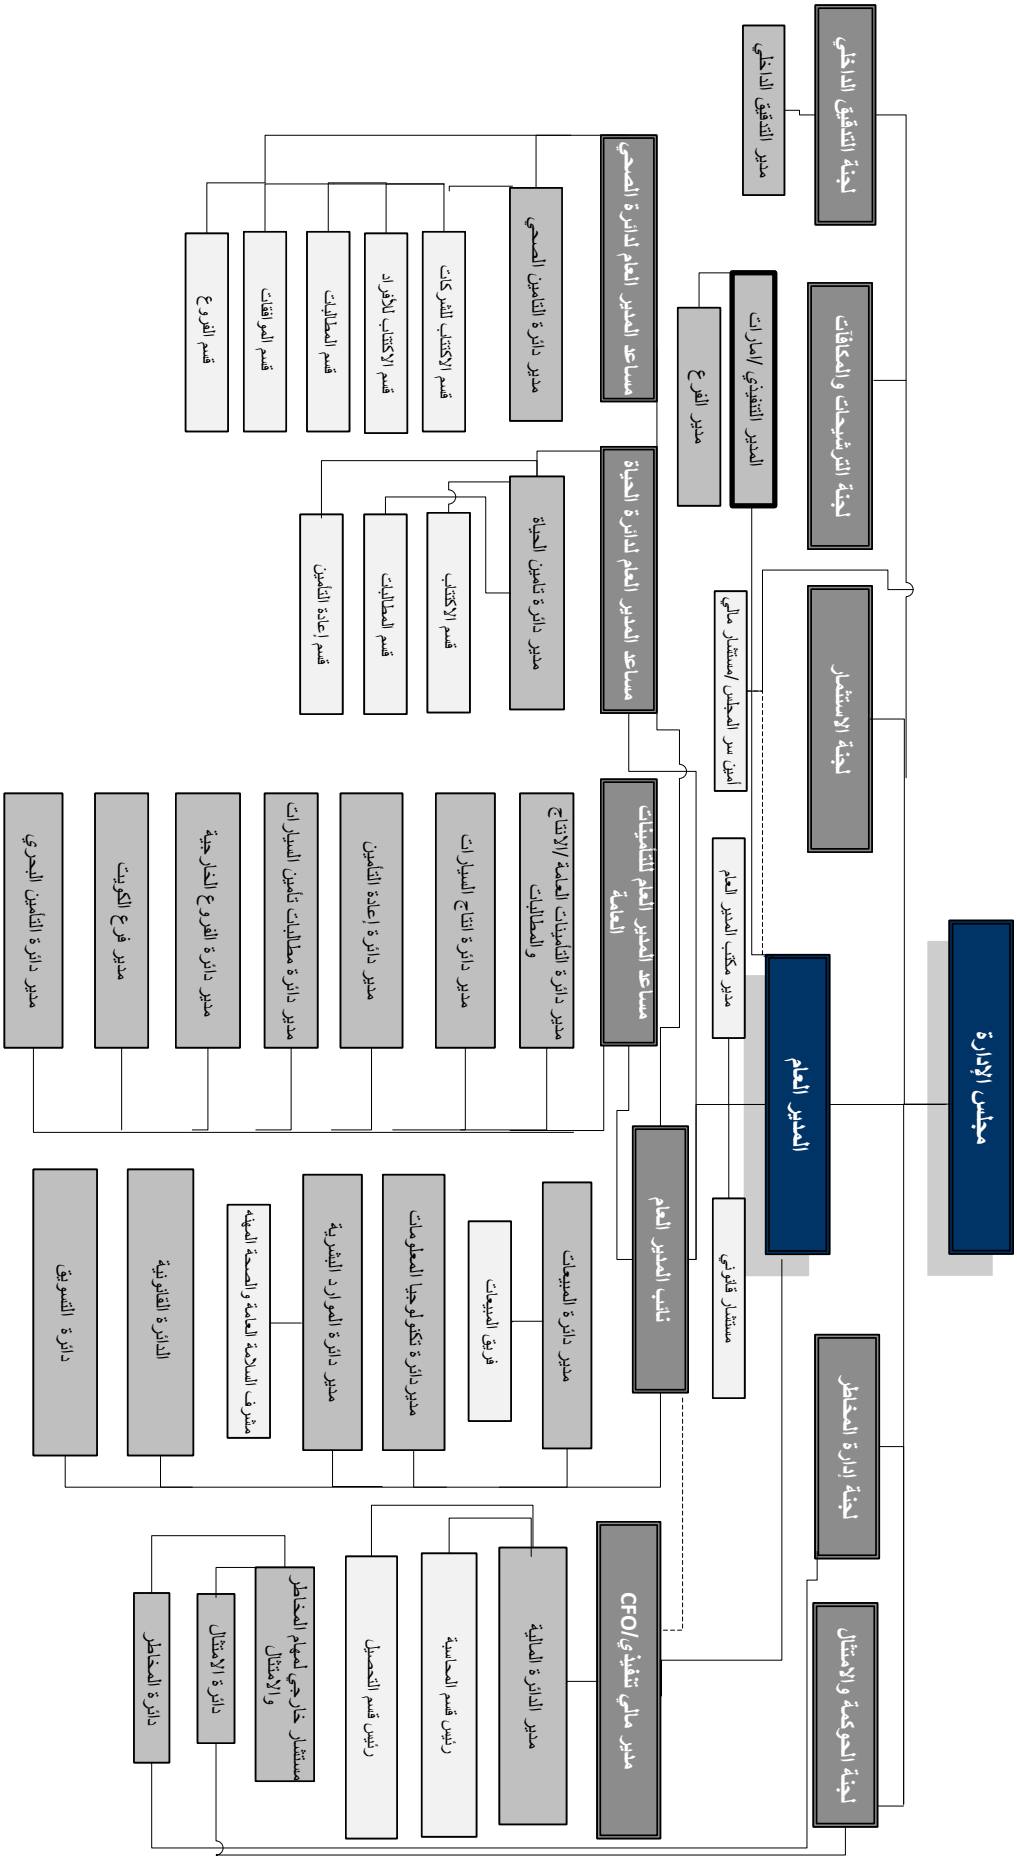 مجلس الإدارة
لجنة التدقيق الداخلي
لجنة الترشيحات والمكافآت
لجنة الاستثمار
لجنة إدارة المخاطر
لجنة الحوكمة والامتثال
مدير التدقيق الداخلي
المدير التنفيذي /امارات
مدير الفرع
المدير العام
أمين سر المجلس /مستشار مالي
مدير مكتب المدير العام
مستشار قانوني
نائب المدير العام
مساعد المدير العام لدائرة الصحي
مساعد المدير العام لدائرة الحياة
مساعد المدير العام للتأمينات
العامة
مدير مالي تنفيذي/CFO
مدير دائرة التامين الصحي
قسم الاكتتاب للشركات
قسم الاكتتاب للافراد
قسم المطالبات
قسم الموافقات
قسم الفروع
مدير دائرة تامين الحياة
قسم الاكتتاب
قسم المطالبات
قسم إعادة التأمين
مدير دائرة التأمينات العامة /الانتاج
والمطالبات
مدير دائرة انتاج السيارات
مدير دائرة إعادة التأمين
مدير دائرة مطالبات تأمين السيارات
مدير دائرة الفروع الخارجية
مدير فرع الكويت
مدير دائرة التأمين البحري
مدير دائرة المبيعات
فريق المبيعات
مديردائرة تكنولوجيا المعلومات
مدير دائرة الموارد البشرية
مشرف السلامة العامة والصحة المهنه
الدائرة القانونية
دائرة التسويق
مدير الدائرة المالية
رئيس قسم المحاسبة
رئيس قسم التحصيل
مستشار خارجي لمهام المخاطر
والامتثال
دائرة الامتثال
دائرة المخاطر